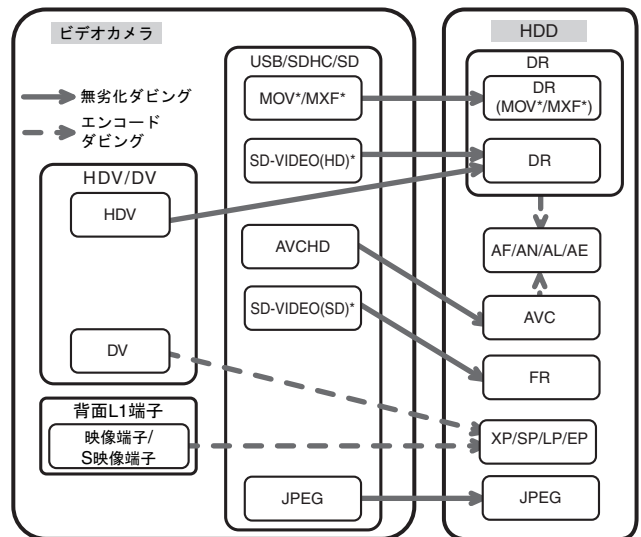 ビデオカメラ
無劣化ダビング
エンコード
ダビング
HDV/DV
HDV
DV
背面L1端子
映像端子/
S映像端子
USB/SDHC/SD
MOV*/MXF*
SD-VIDEO(HD)*
AVCHD
SD-VIDEO(SD)*
JPEG
HDD
DR
DR
(MOV*/MXF*)
DR
AF/AN/AL/AE
AVC
FR
XP/SP/LP/EP
JPEG